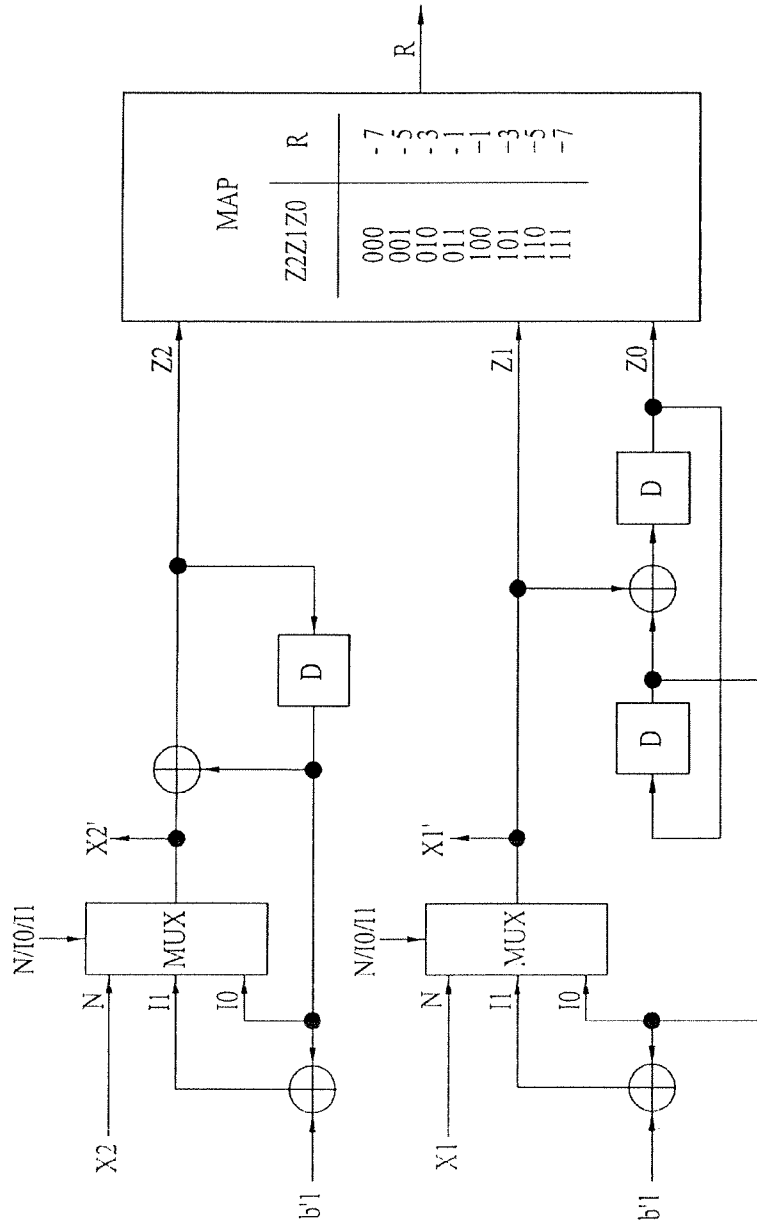 X2
b'1
N/I0/I1
N
I1
I0
MUX
X2'
D
Z2
X1
b'1
N/I0/I1
N
I1
I0
MUX
X1'
D
D
Z1
Z0
MAP
Z2Z1Z0 R
000 - 7
001 - 5
010 - 3
011 - 1
100 –1
101 –3
110 –5
111 –7
R